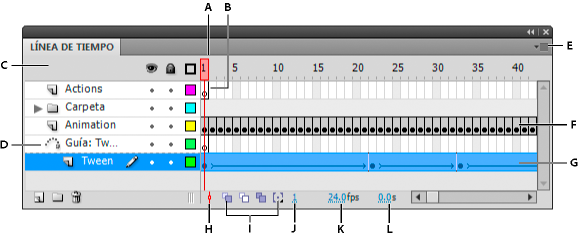 A B
LÍNEA DE TIEMPO
E
C
1 5 10 15 20 25 30 35 40
Actions
Carpeta
Animation
F
D
Guía: Tw...
Tween
G
1 24.0fps 0.0s
H I J K L